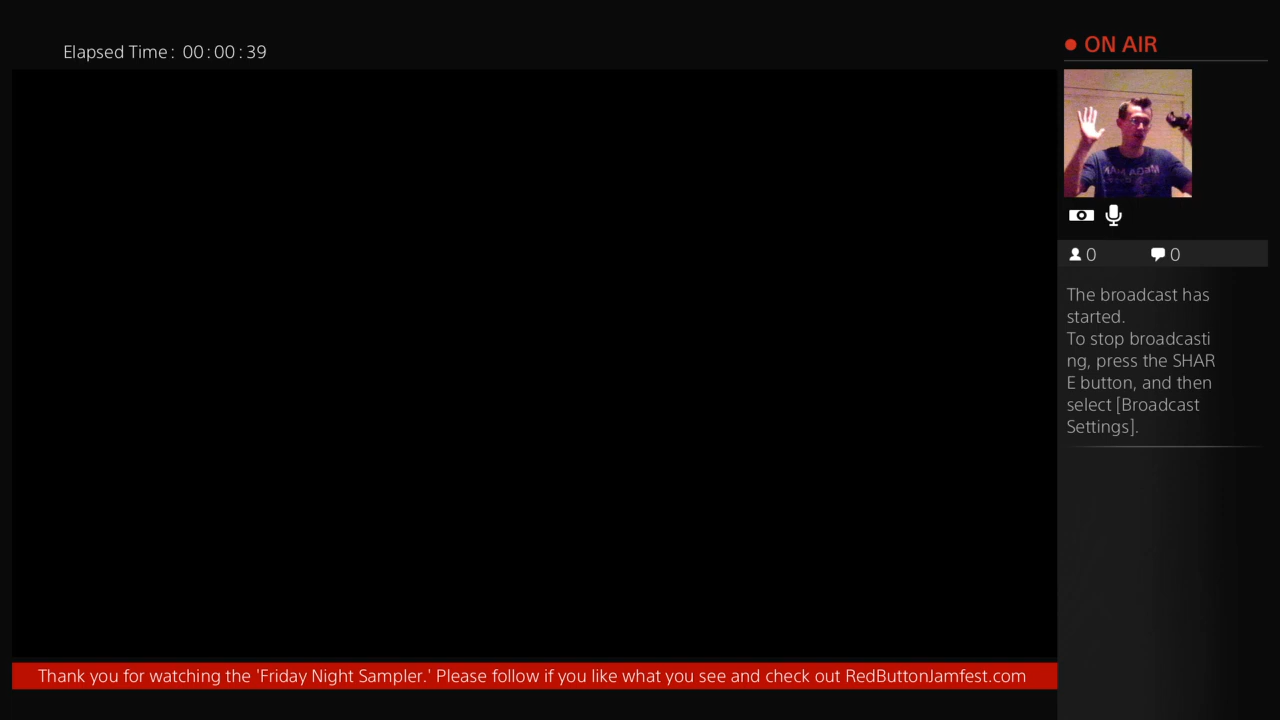 Elapsed Time: 00:00:39
ON AIR
0 0
The broadcast has
started.
To stop broadcasti
ng, press the SHAR
E button, and then
select [Broadcast
Settings].
Thank you for watching the 'Friday Night Sampler.' Please follow if you like what you see and check out RedButtonJamfest.com